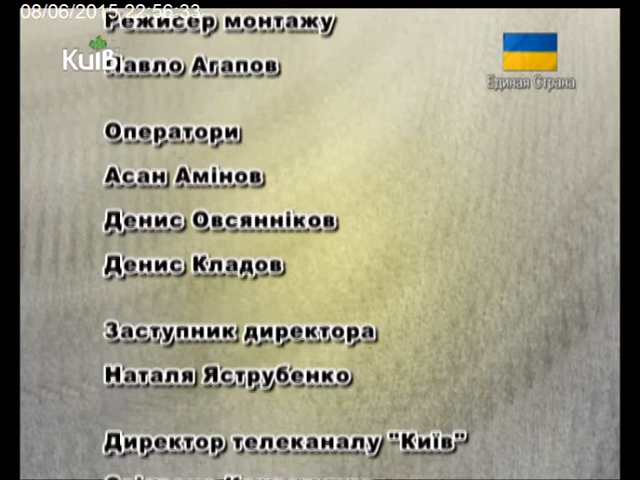 08/06/2015 22:56:33
Режисер монтажу
Київ
Павло Агапов
Единая Страна
Оператори
Асан Амінов
Денис Овсянніков
Денис Кладов
Заступник директора
Наталя Яструбенко
Директор телеканалу "Київ"